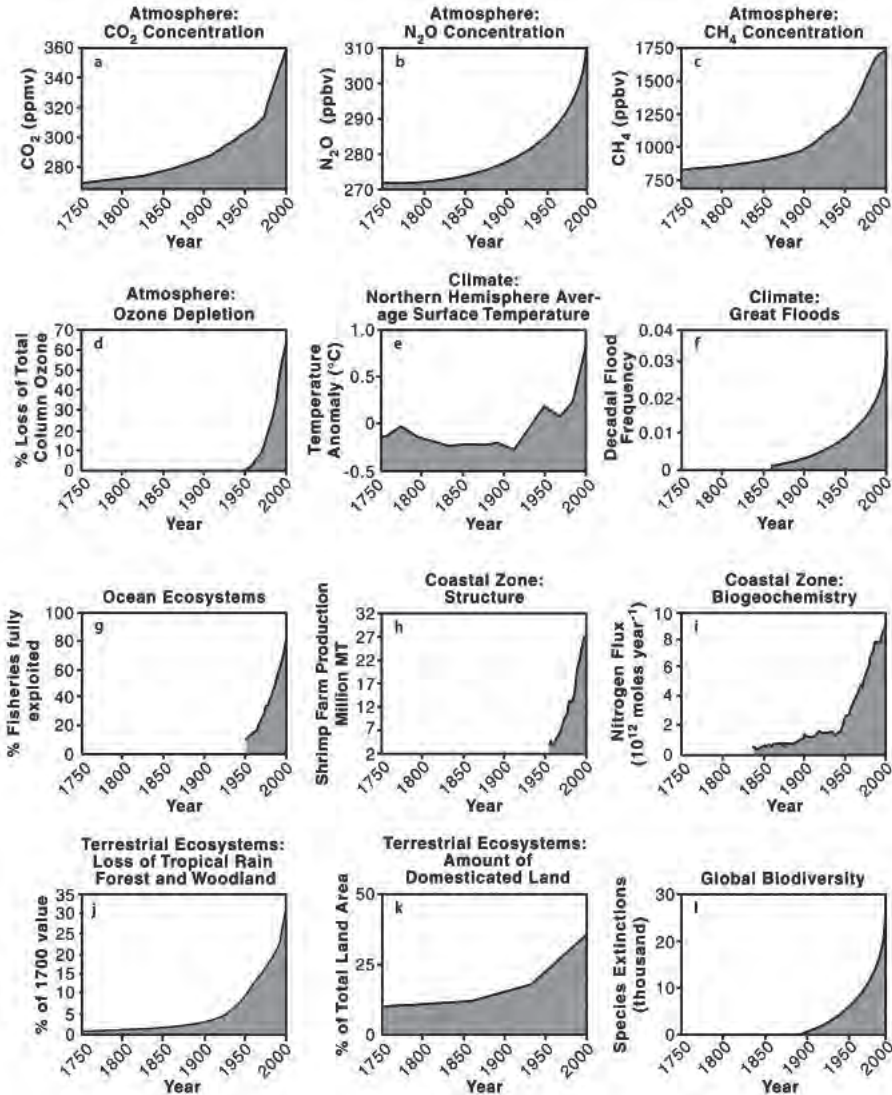 Atmosphere:
CO2 Concentration
a
CO2 (ppmv)
360
340
320
300
280
1750
1800
1850
1900
1950
2000
Year
Atmosphere:
N2O Concentration
b
N2O (ppbv)
310
300
290
280
270
1750
1800
1850
1900
1950
2000
Year
Atmosphere:
CH4 Concentration
c
CH4 (ppbv)
1750
1500
1250
1000
750
1750
1800
1850
1900
1950
2000
Year
Atmosphere:
Ozone Depletion
d
% Loss of Total
Column Ozone
70
60
50
40
30
20
10
0
1750
1800
1850
1900
1950
2000
Year
Climate:
Northern Hemisphere Aver-
age Surface Temperature
e
Temperature
Anomaly (°C)
1.0
0.5
0
-0.5
1750
1800
1850
1900
1950
2000
Year
Climate:
Great Floods
f
Decadal Flood
Frequency
0.04
0.03
0.02
0.01
0
1750
1800
1850
1900
1950
2000
Year
Ocean Ecosystems
g
% Fisheries fully
exploited
100
80
60
40
20
0
1750
1800
1850
1900
1950
2000
Year
Coastal Zone:
Structure
h
Shrimp Farm Production
Million MT
32
27
22
17
12
7
2
1750
1800
1850
1900
1950
2000
Year
Coastal Zone:
Biogeochemistry
i
Nitrogen Flux
(1012 moles year-1)
10
8
6
4
2
0
1750
1800
1850
1900
1950
2000
Year
Terrestrial Ecosystems:
Loss of Tropical Rain
Forest and Woodland
j
% of 1700 value
35
30
25
20
15
10
5
0
1750
1800
1850
1900
1950
2000
Year
Terrestrial Ecosystems:
Amount of
Domesticated Land
k
% of Total Land Area
50
25
0
1750
1800
1850
1900
1950
2000
Year
Global Biodiversity
l
Species Extinctions
(thousand)
30
20
10
0
1750
1800
1850
1900
1950
2000
Year